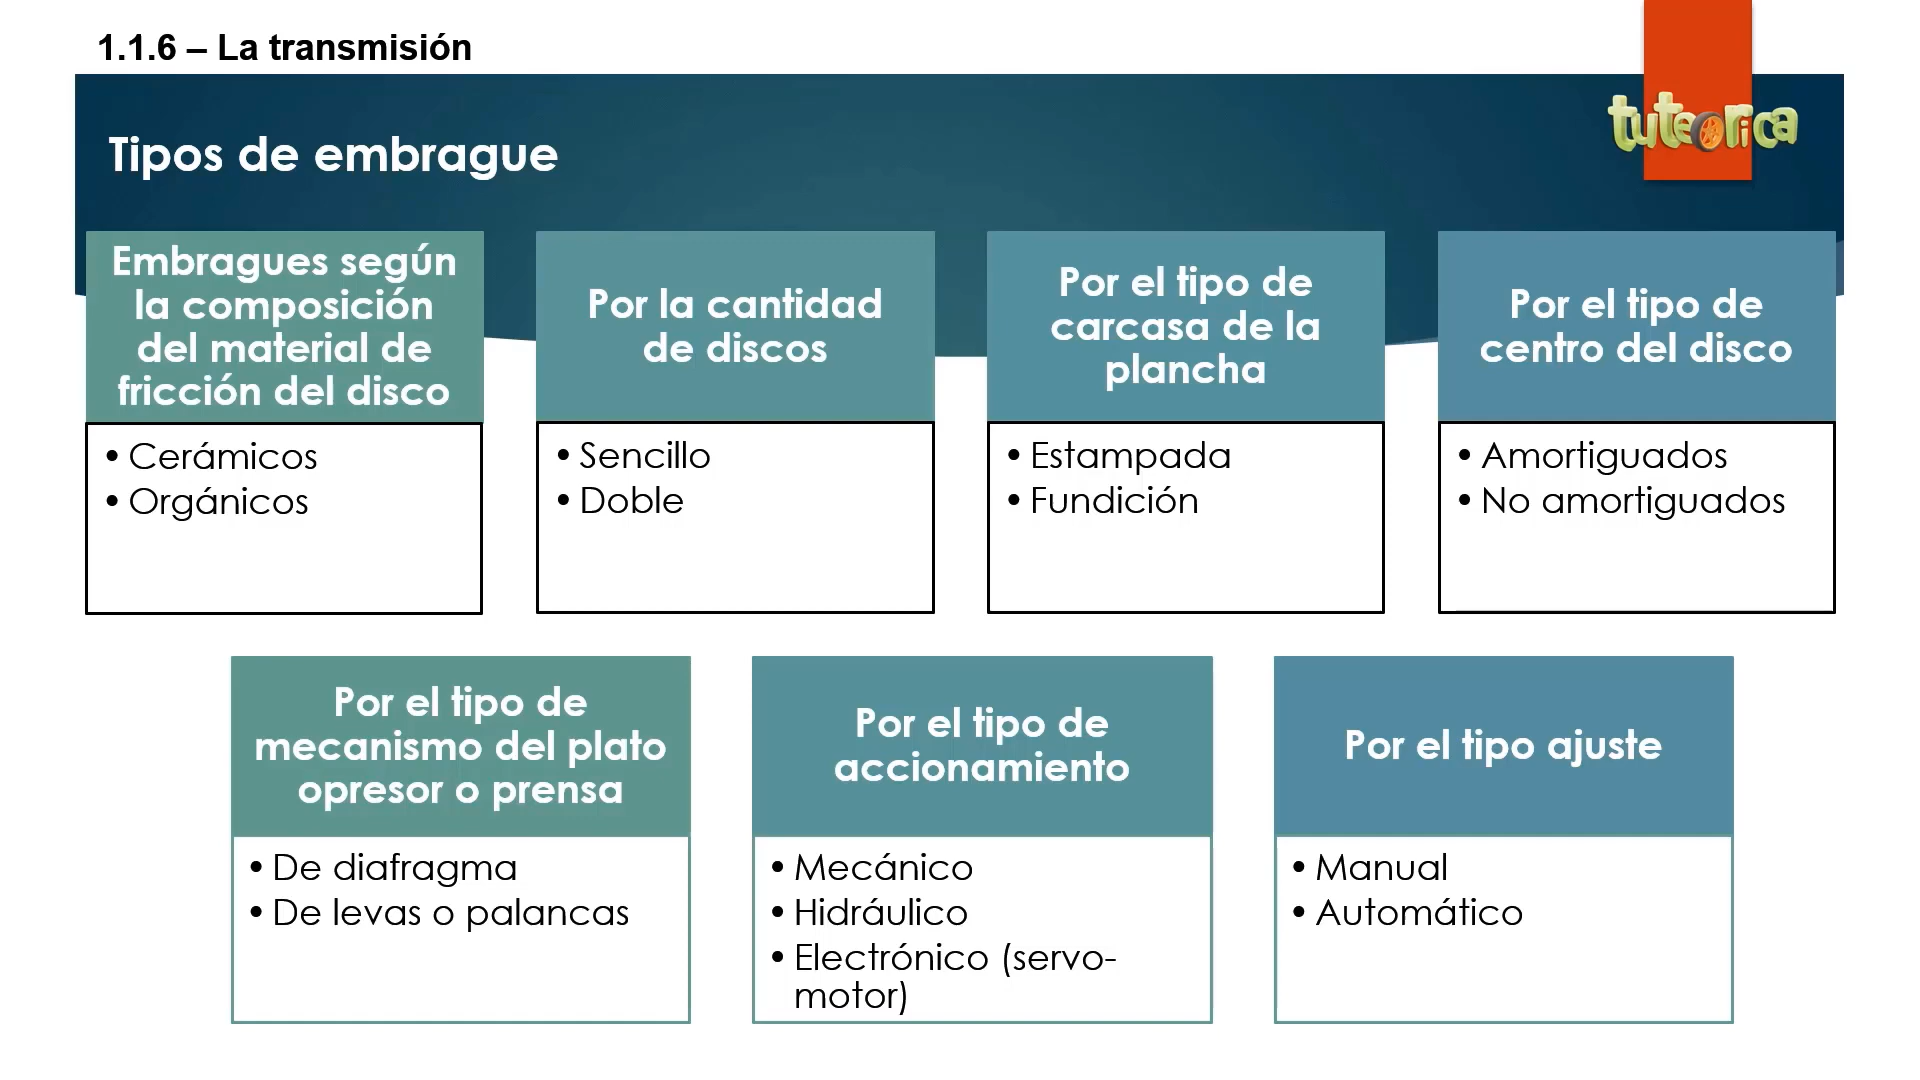 1.1.6 – La transmisión
tuteorica
Tipos de embrague
Embragues según
la composición
del material de
fricción del disco
• Cerámicos
• Orgánicos
Por la cantidad
de discos
• Sencillo
• Doble
Por el tipo de
carcasa de la
plancha
• Estampada
• Fundición
Por el tipo de
centro del disco
• Amortiguados
• No amortiguados
Por el tipo de
mecanismo del plato
opresor o prensa
• De diafragma
• De levas o palancas
Por el tipo de
accionamiento
• Mecánico
• Hidráulico
• Electrónico (servo-
motor)
Por el tipo ajuste
• Manual
• Automático